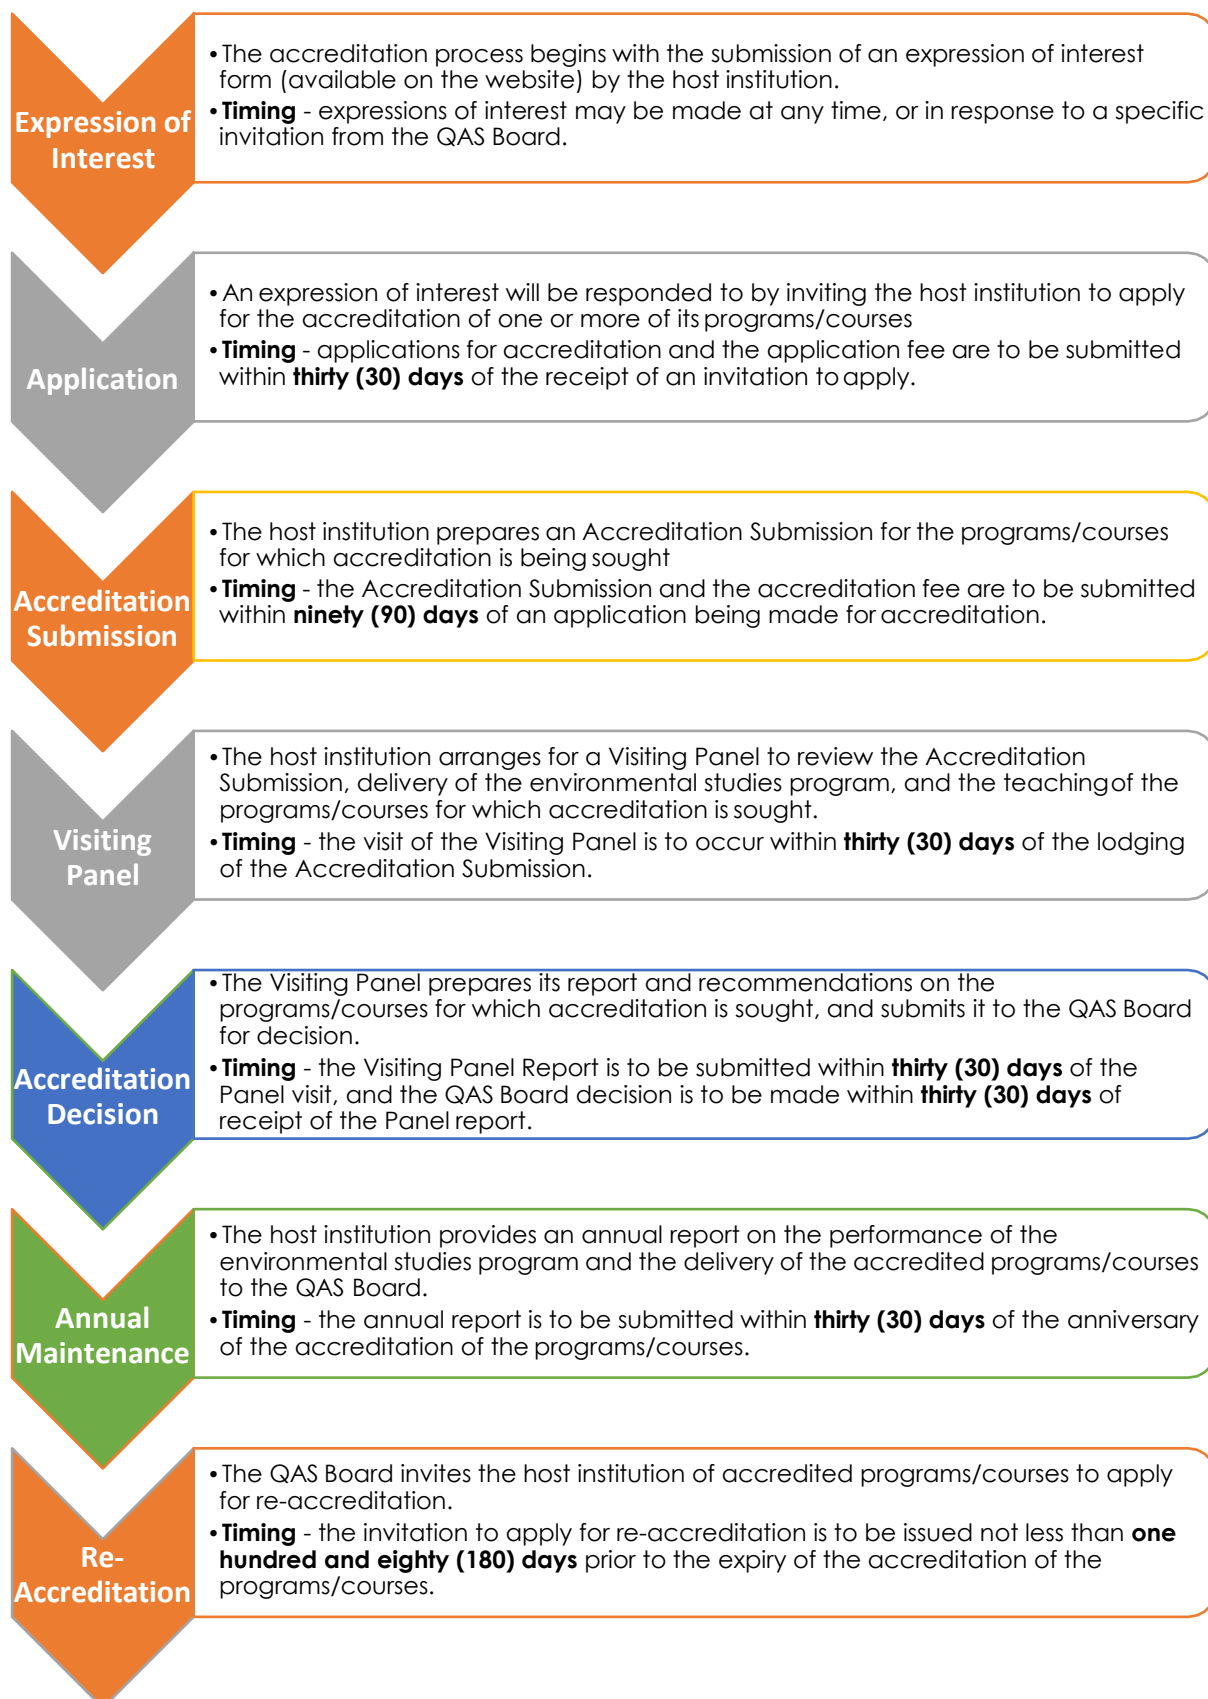 Expression of
Interest
• The accreditation process begins with the submission of an expression of interest
form (available on the website) by the host institution.
• Timing - expressions of interest may be made at any time, or in response to a specific
invitation from the QAS Board.
Application
• An expression of interest will be responded to by inviting the host institution to apply
for the accreditation of one or more of its programs/courses
• Timing - applications for accreditation and the application fee are to be submitted
within thirty (30) days of the receipt of an invitation to apply.
Accreditation
Submission
• The host institution prepares an Accreditation Submission for the programs/courses
for which accreditation is being sought
• Timing - the Accreditation Submission and the accreditation fee are to be submitted
within ninety (90) days of an application being made for accreditation.
Visiting
Panel
• The host institution arranges for a Visiting Panel to review the Accreditation
Submission, delivery of the environmental studies program, and the teaching of the
programs/courses for which accreditation is sought.
• Timing - the visit of the Visiting Panel is to occur within thirty (30) days of the lodging
of the Accreditation Submission.
Accreditation
Decision
• The Visiting Panel prepares its report and recommendations on the
programs/courses for which accreditation is sought, and submits it to the QAS Board
for decision.
• Timing - the Visiting Panel Report is to be submitted within thirty (30) days of the
Panel visit, and the QAS Board decision is to be made within thirty (30) days of
receipt of the Panel report.
Annual
Maintenance
• The host institution provides an annual report on the performance of the
environmental studies program and the delivery of the accredited programs/courses
to the QAS Board.
• Timing - the annual report is to be submitted within thirty (30) days of the anniversary
of the accreditation of the programs/courses.
Re-
Accreditation
• The QAS Board invites the host institution of accredited programs/courses to apply
for re-accreditation.
• Timing - the invitation to apply for re-accreditation is to be issued not less than one
hundred and eighty (180) days prior to the expiry of the accreditation of the
programs/courses.